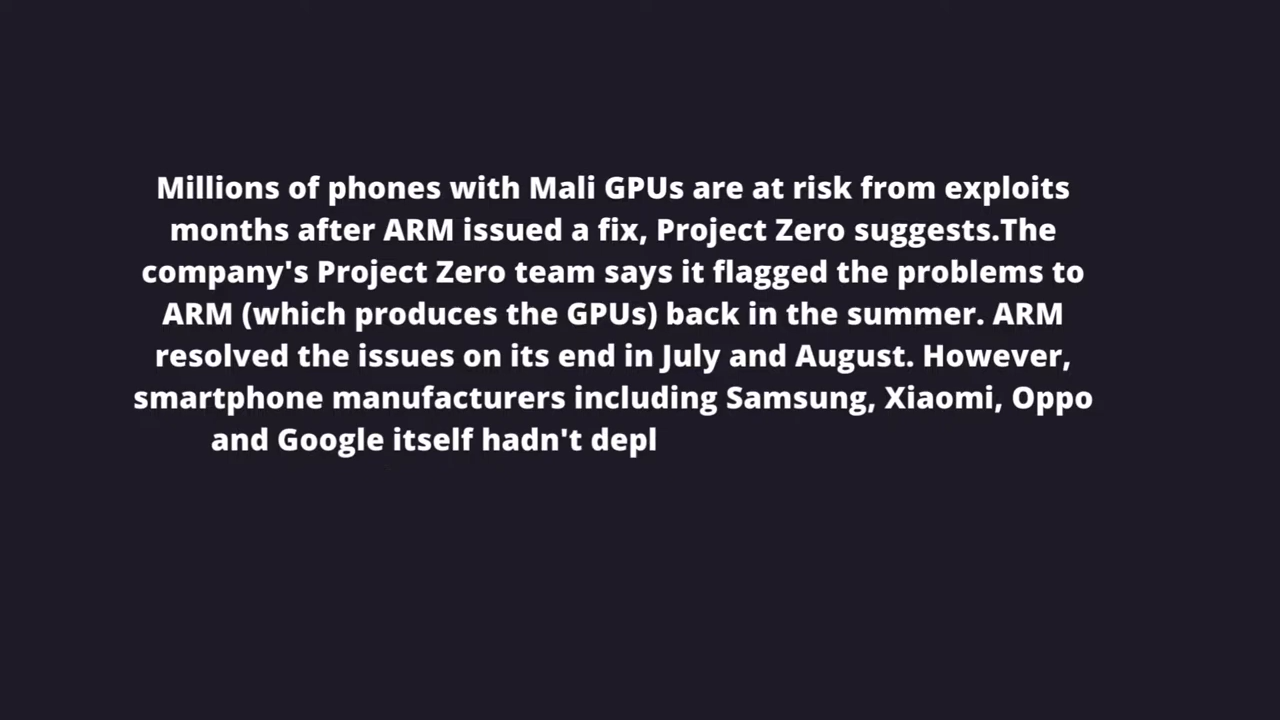 Millions of phones with Mali GPUs are at risk from exploits
months after ARM issued a fix, Project Zero suggests.The
company's Project Zero team says it flagged the problems to
ARM (which produces the GPUs) back in the summer. ARM
resolved the issues on its end in July and August. However,
smartphone manufacturers including Samsung, Xiaomi, Oppo
and Google itself hadn't depl